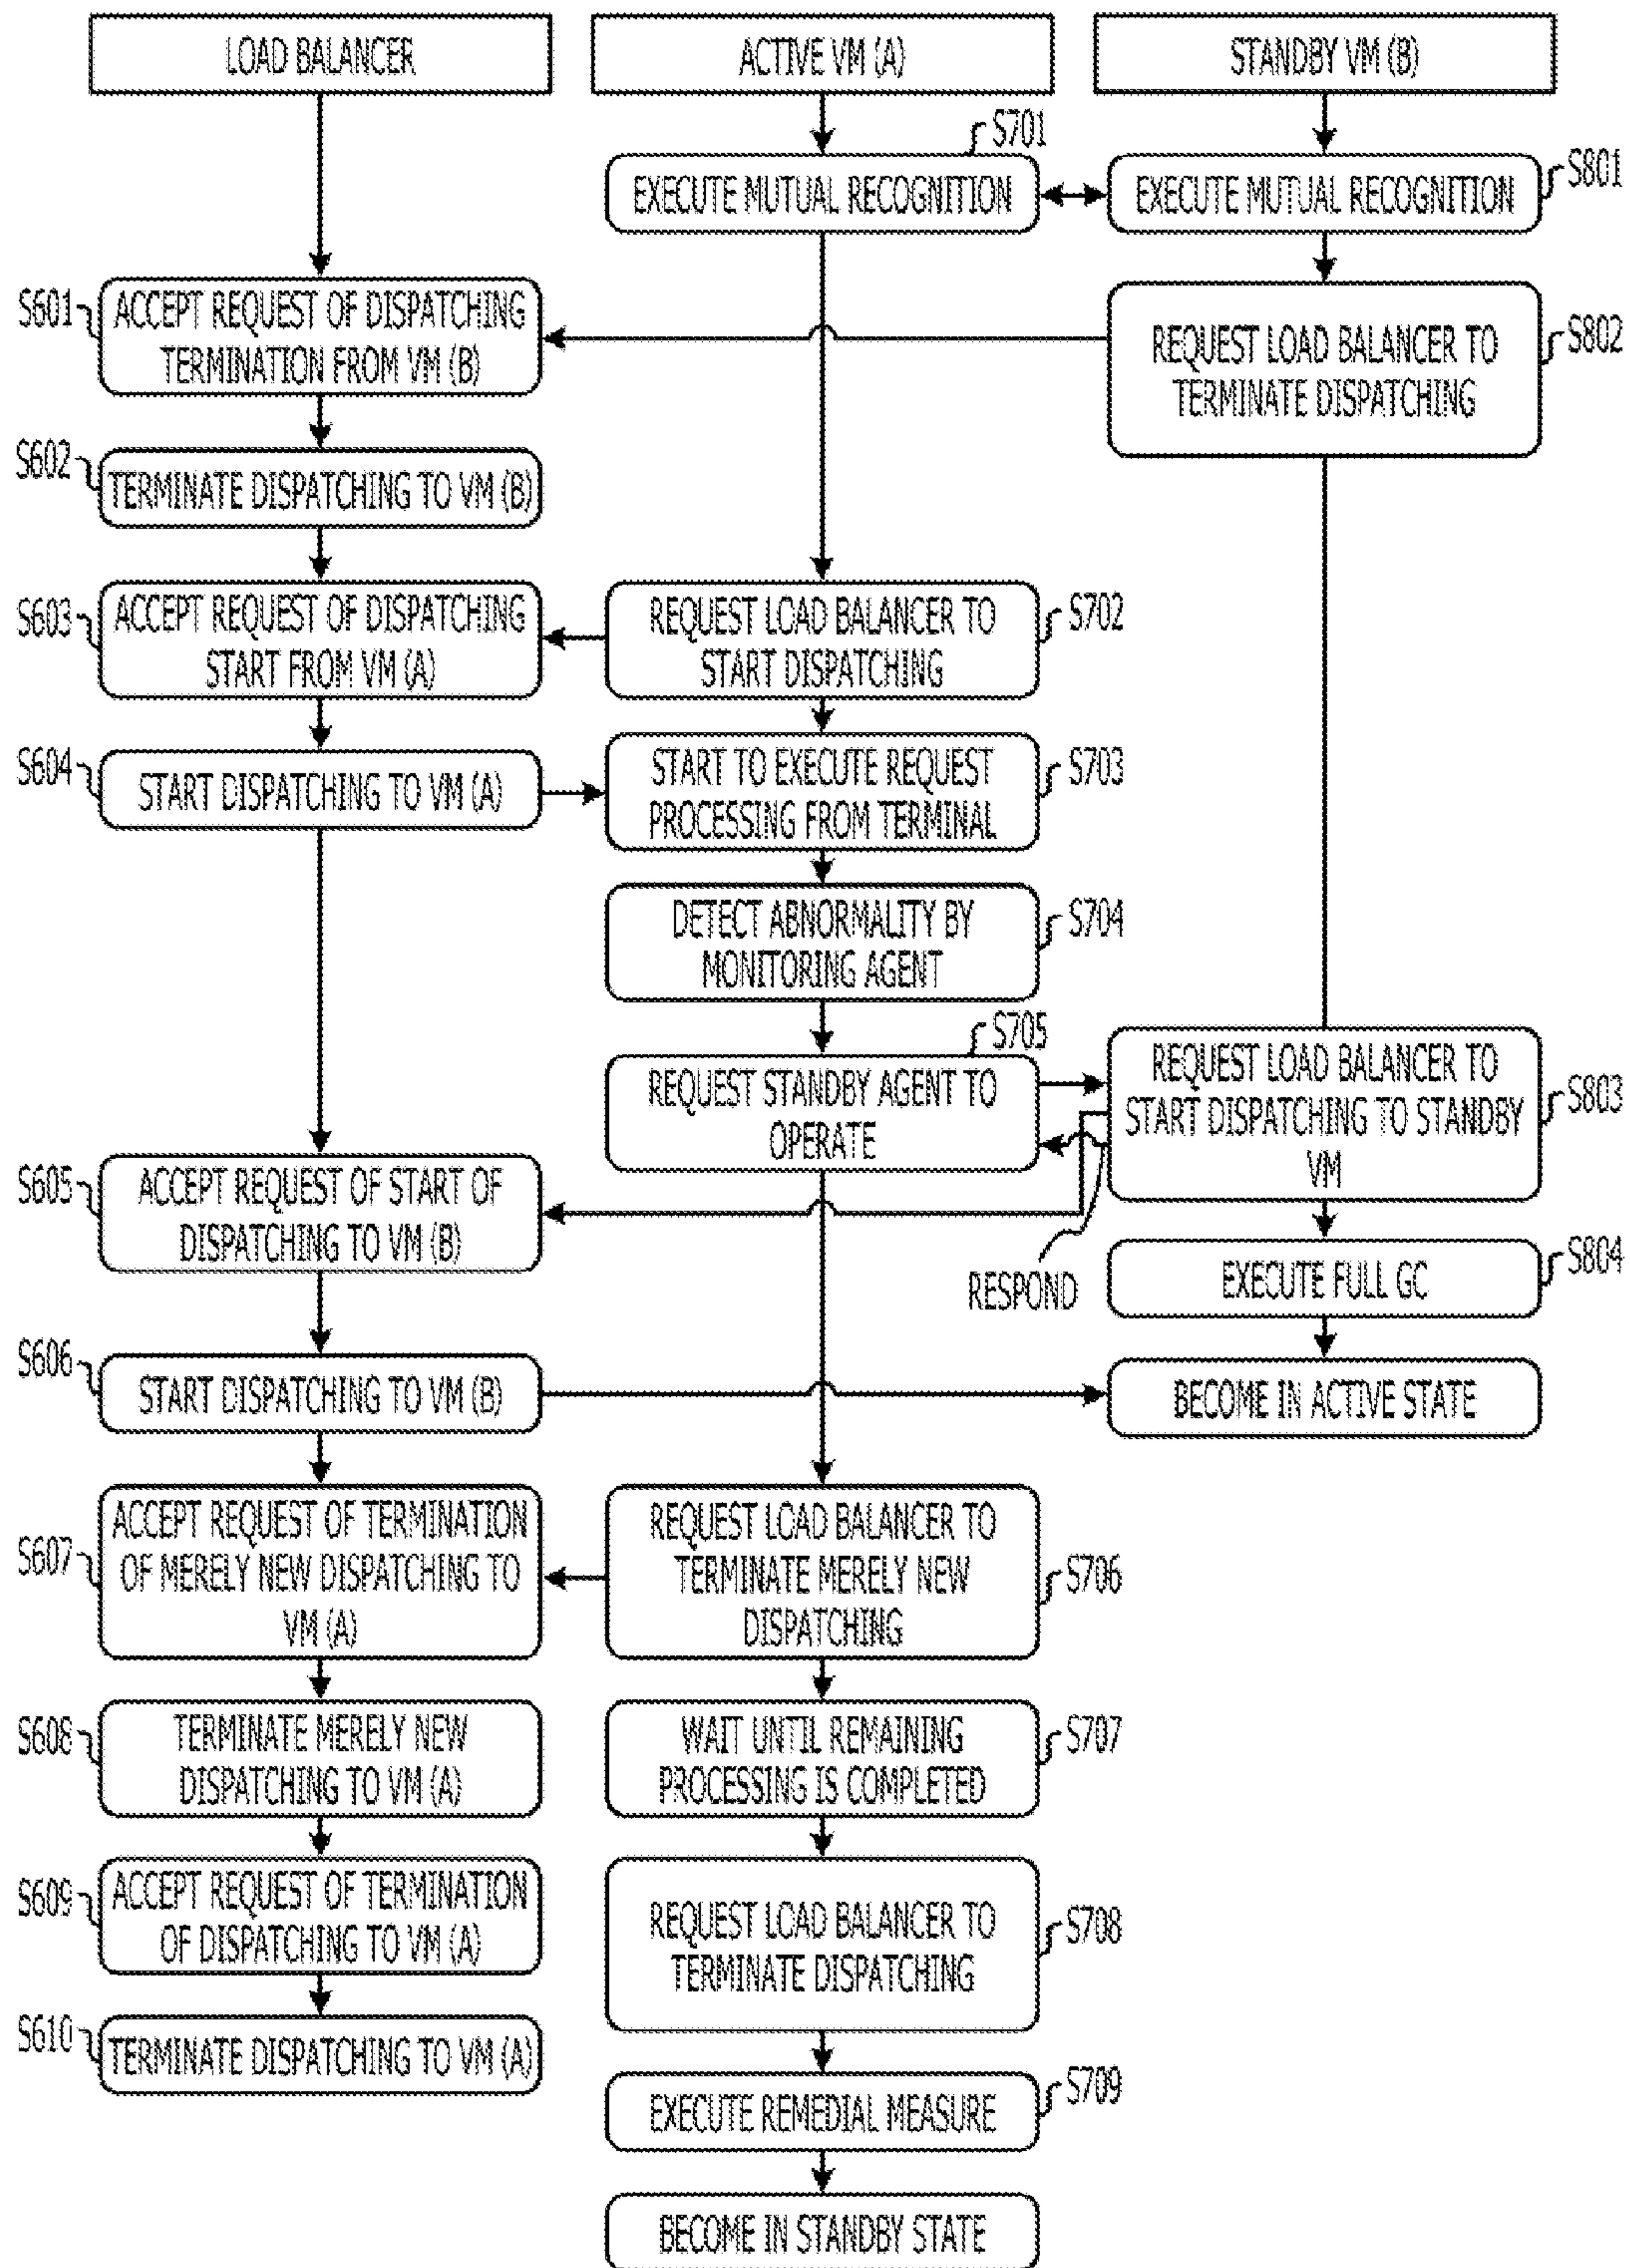 LOAD BALANCER
ACTIVE VM (A)
STANDBY VM (B)
S701
EXECUTE MUTUAL RECOGNITION
EXECUTE MUTUAL RECOGNITION
S801
S601
ACCEPT REQUEST OF DISPATCHING
TERMINATION FROM VM (B)
REQUEST LOAD BALANCER TO
TERMINATE DISPATCHING
S802
S602
TERMINATE DISPATCHING TO VM (B)
S603
ACCEPT REQUEST OF DISPATCHING
START FROM VM (A)
REQUEST LOAD BALANCER TO
START DISPATCHING
S702
S604
START DISPATCHING TO VM (A)
START TO EXECUTE REQUEST
PROCESSING FROM TERMINAL
S703
DETECT ABNORMALITY BY
MONITORING AGENT
S704
S705
REQUEST STANDBY AGENT TO
OPERATE
REQUEST LOAD BALANCER TO
START DISPATCHING TO STANDBY
VM
S803
S605
ACCEPT REQUEST OF START OF
DISPATCHING TO VM (B)
RESPOND
EXECUTE FULL GC
S804
S606
START DISPATCHING TO VM (B)
BECOME IN ACTIVE STATE
S607
ACCEPT REQUEST OF TERMINATION
OF MERELY NEW DISPATCHING TO
VM (A)
REQUEST LOAD BALANCER TO
TERMINATE MERELY NEW
DISPATCHING
S706
S608
TERMINATE MERELY NEW
DISPATCHING TO VM (A)
WAIT UNTIL REMAINING
PROCESSING IS COMPLETED
S707
S609
ACCEPT REQUEST OF TERMINATION
OF DISPATCHING TO VM (A)
REQUEST LOAD BALANCER TO
TERMINATE DISPATCHING
S708
S610
TERMINATE DISPATCHING TO VM (A)
EXECUTE REMEDIAL MEASURE
S709
BECOME IN STANDBY STATE